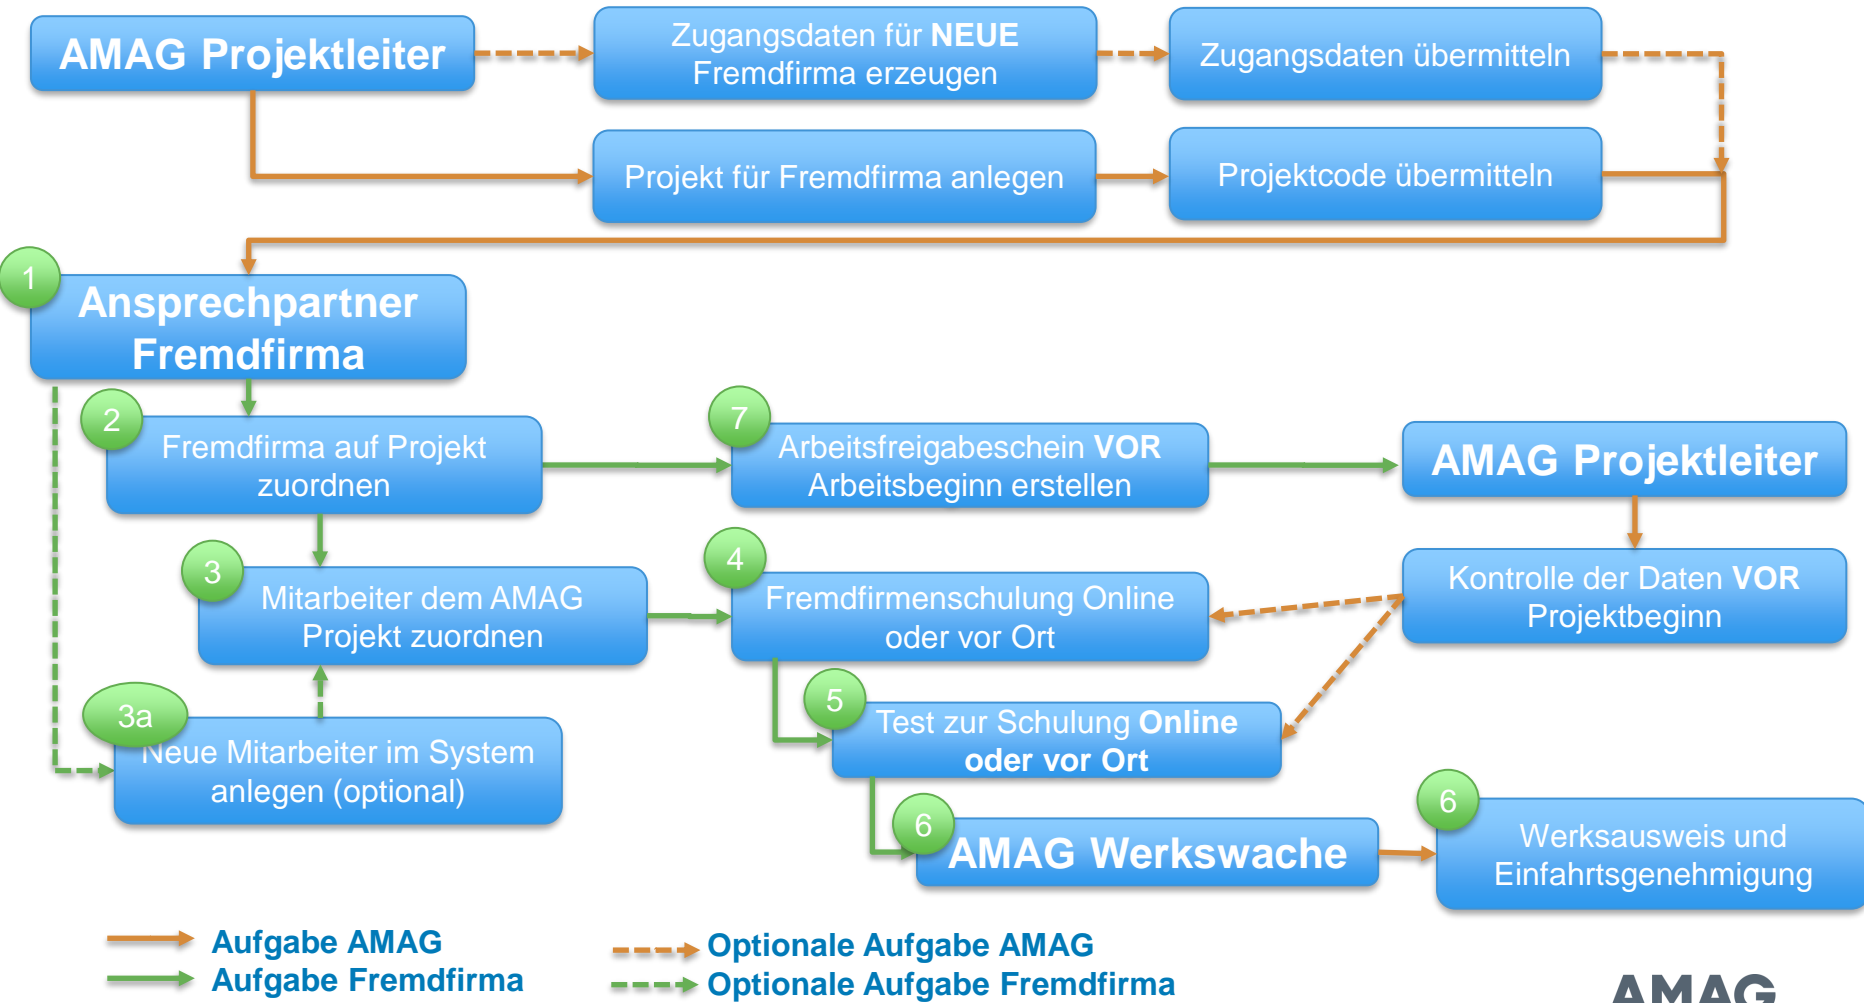 AMAG Projektleiter
Zugangsdaten für NEUE
Fremdfirma erzeugen
Zugangsdaten übermitteln
Projekt für Fremdfirma anlegen
Projektcode übermitteln
1
Ansprechpartner
Fremdfirma
2
Fremdfirma auf Projekt
zuordnen
7
Arbeitsfreigabeschein VOR
Arbeitsbeginn erstellen
AMAG Projektleiter
3
Mitarbeiter dem AMAG
Projekt zuordnen
4
Fremdfirmenschulung Online
oder vor Ort
Kontrolle der Daten VOR
Projektbeginn
3a
Neue Mitarbeiter im System
anlegen (optional)
5
Test zur Schulung Online
oder vor Ort
6
AMAG Werkswache
6
Werksausweis und
Einfahrtsgenehmigung
Aufgabe AMAG
Optionale Aufgabe AMAG
Aufgabe Fremdfirma
Optionale Aufgabe Fremdfirma
AMAG